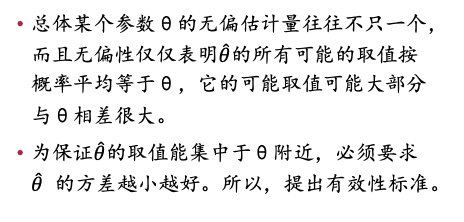 • 总体某个参数 θ 的无偏估计量往往不只一个，
而且无偏性仅仅表明θ̂的所有可能的取值按
概率平均等于 θ ，它的可能取值可能大部分
与 θ 相差很大。
• 为保证θ̂的取值能集中于 θ 附近，必须要求
θ̂ 的方差越小越好。所以，提出有效性标准。